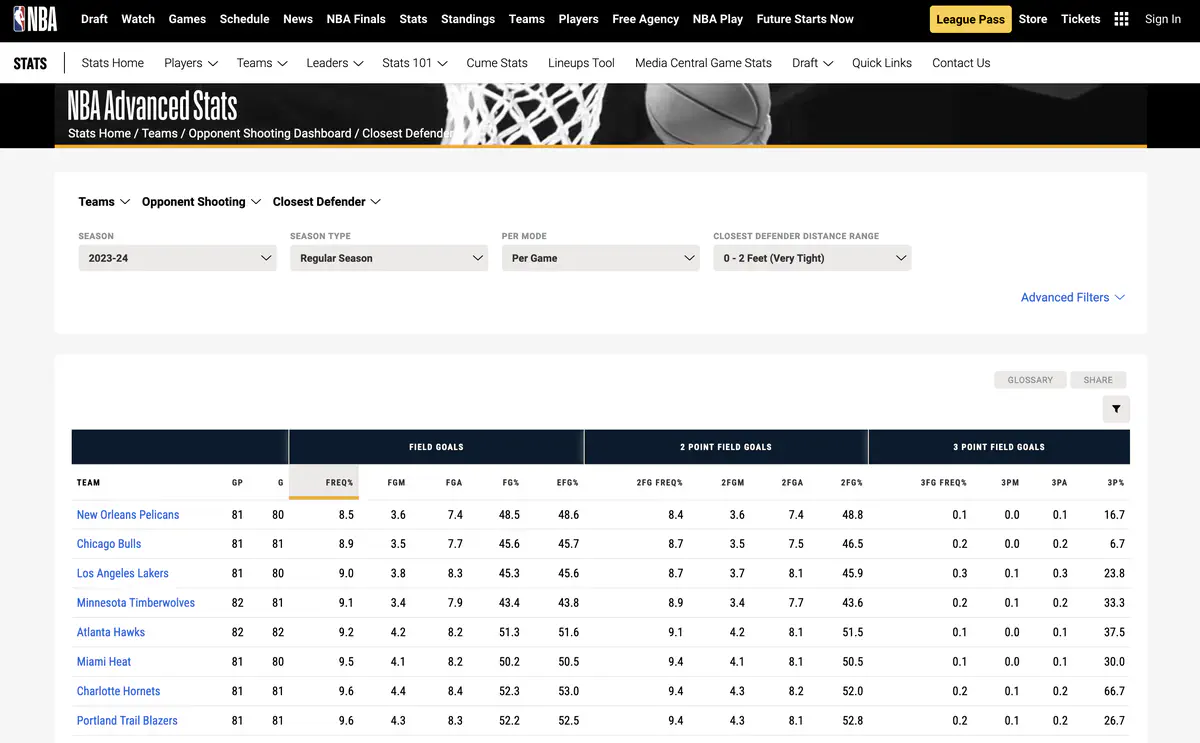 NBA Draft Watch Games Schedule News NBA Finals Stats Standings Teams Players Free Agency NBA Play Future Starts Now League Pass Store Tickets Sign In
STATS Stats Home Players Teams Leaders Stats 101 Cume Stats Lineups Tool Media Central Game Stats Draft Quick Links Contact Us
NBA Advanced Stats
Stats Home / Teams / Opponent Shooting Dashboard / Closest Defender
Teams Opponent Shooting Closest Defender
SEASON SEASON TYPE PER MODE CLOSEST DEFENDER DISTANCE RANGE
2023-24 Regular Season Per Game 0 - 2 Feet (Very Tight)
Advanced Filters
GLOSSARY SHARE
FIELD GOALS 2 POINT FIELD GOALS 3 POINT FIELD GOALS
TEAM GP G FREQ% FGM FGA FG% EFG% 2FG FREQ% 2FGM 2FGA 2FG% 3FG FREQ% 3PM 3PA 3P%
New Orleans Pelicans 81 80 8.5 3.6 7.4 48.5 48.6 8.4 3.6 7.4 48.8 0.1 0.0 0.1 16.7
Chicago Bulls 81 81 8.9 3.5 7.7 45.6 45.7 8.7 3.5 7.5 46.5 0.2 0.0 0.2 6.7
Los Angeles Lakers 81 80 9.0 3.8 8.3 45.3 45.6 8.7 3.7 8.1 45.9 0.3 0.1 0.3 23.8
Minnesota Timberwolves 82 81 9.1 3.4 7.9 43.4 43.8 8.9 3.4 7.7 43.6 0.2 0.1 0.2 33.3
Atlanta Hawks 82 82 9.2 4.2 8.2 51.3 51.6 9.1 4.2 8.1 51.5 0.1 0.0 0.1 37.5
Miami Heat 81 80 9.5 4.1 8.2 50.2 50.5 9.4 4.1 8.1 50.5 0.1 0.0 0.1 30.0
Charlotte Hornets 81 81 9.6 4.4 8.4 52.3 53.0 9.4 4.3 8.2 52.0 0.2 0.1 0.2 66.7
Portland Trail Blazers 81 81 9.6 4.3 8.3 52.2 52.5 9.4 4.3 8.1 52.8 0.2 0.1 0.2 26.7